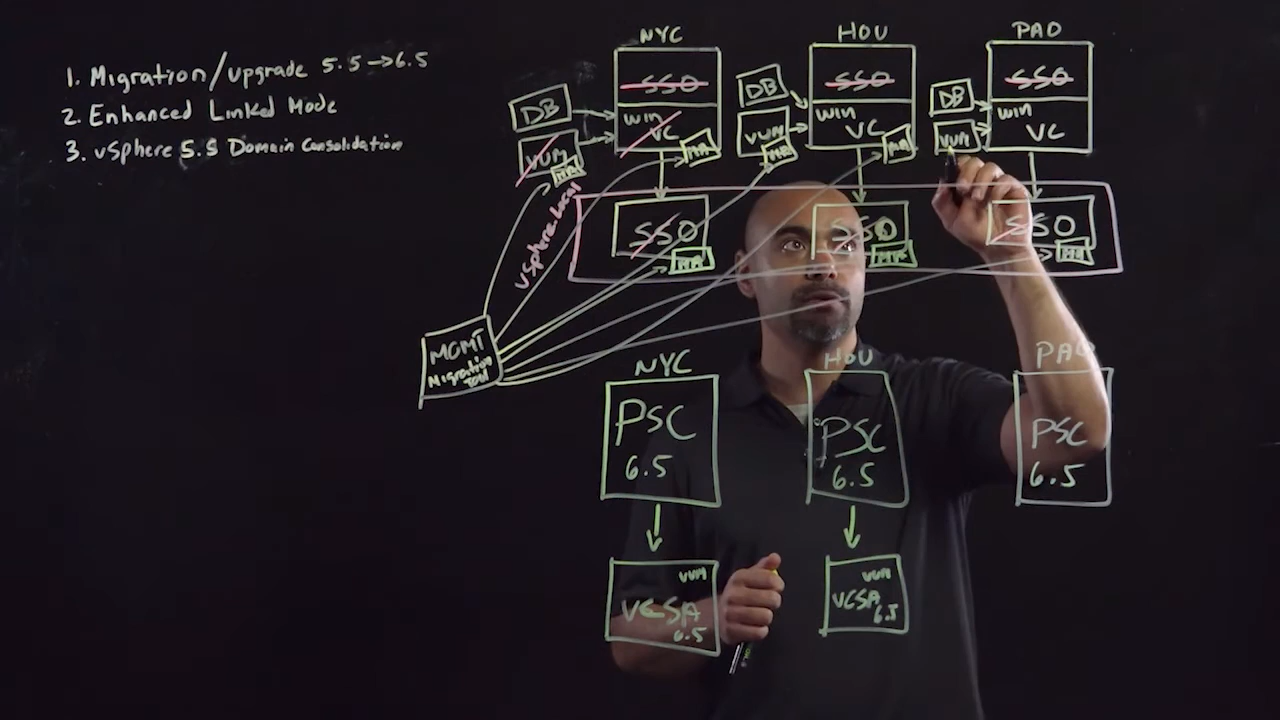 1. Migration/upgrade 5.5→6.5
2. Enhanced Linked Mode
3. vSphere 5.5 Domain Consolidation
NYC
HOU
PAO
SSO
SSO
SSO
DB
DB
DB
WIN
VC
WIN
VC
WIN
VC
VUM
VUM
VUM
MA
MA
MA
MA
vSphere.local
SSO
SSO
SSO
MA
MA
MA
MGMT
Migration
Tool
NYC
HOU
PAO
PSC
6.5
PSC
6.5
PSC
6.5
VUM
VCSA
6.5
VUM
VCSA
6.5